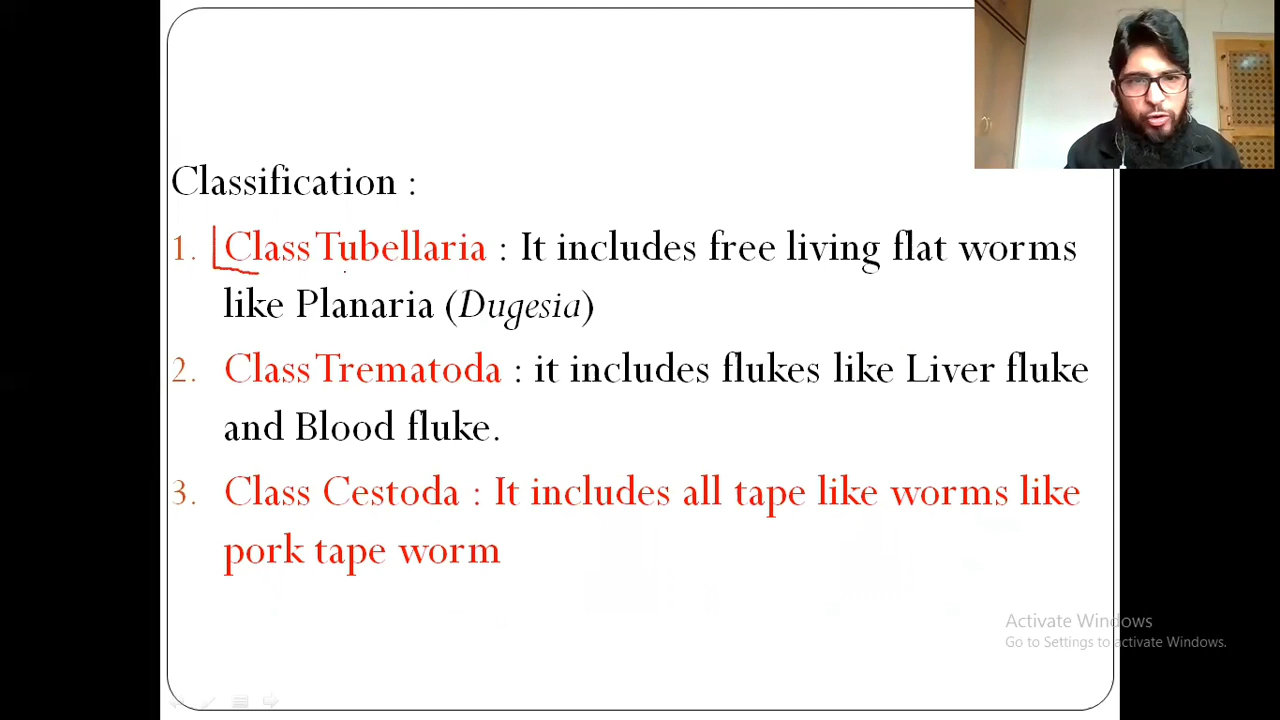 Classification :
1. Class Tubellaria : It includes free living flat worms
like Planaria (Dugesia)
2. Class Trematoda : it includes flukes like Liver fluke
and Blood fluke.
3. Class Cestoda : It includes all tape like worms like
pork tape worm
Activate Windows
Go to Settings to activate Windows.